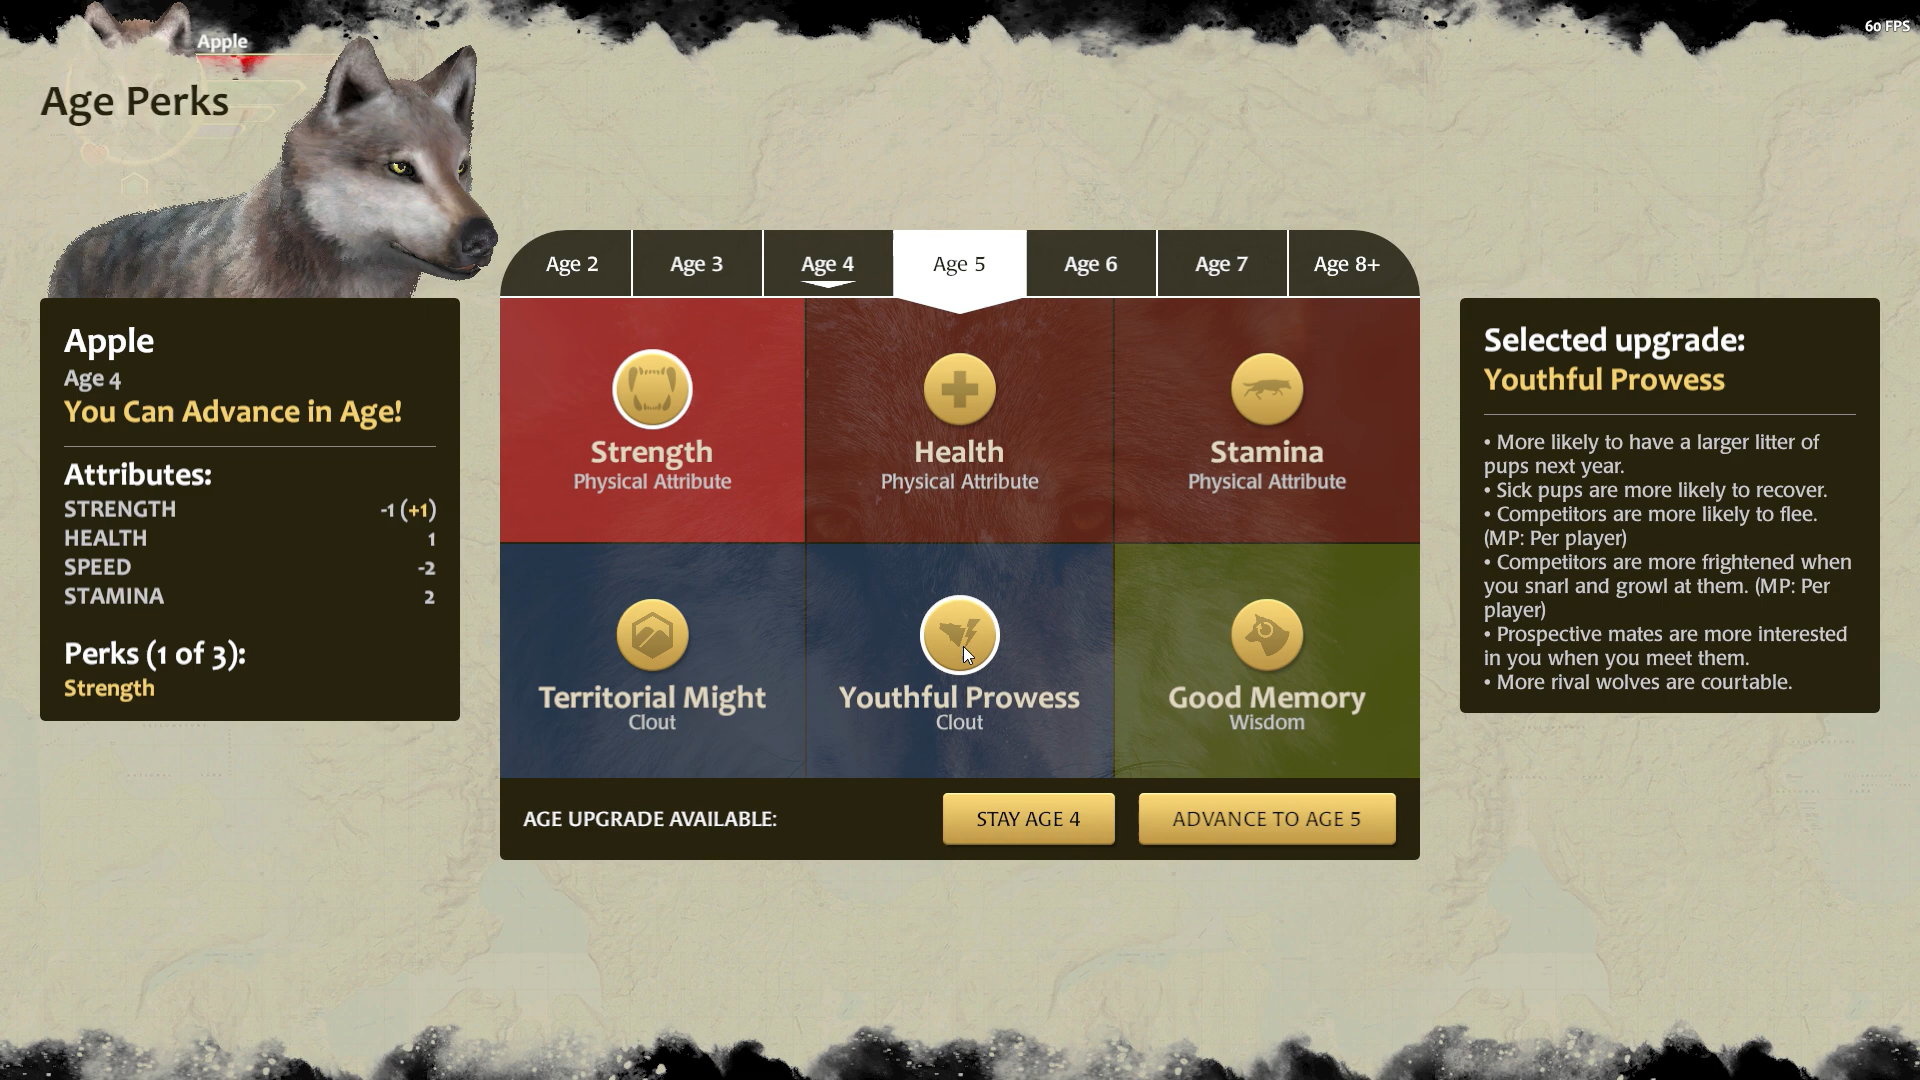 Apple
60 FPS
Age Perks
Age 2
Age 3
Age 4
Age 5
Age 6
Age 7
Age 8+
Apple
Age 4
You Can Advance in Age!
Attributes:
STRENGTH -1 (+1)
HEALTH 1
SPEED -2
STAMINA 2
Perks (1 of 3):
Strength
Strength
Physical Attribute
Health
Physical Attribute
Stamina
Physical Attribute
Territorial Might
Clout
Youthful Prowess
Clout
Good Memory
Wisdom
AGE UPGRADE AVAILABLE:
STAY AGE 4
ADVANCE TO AGE 5
Selected upgrade:
Youthful Prowess
• More likely to have a larger litter of
pups next year.
• Sick pups are more likely to recover.
• Competitors are more likely to flee.
(MP: Per player)
• Competitors are more frightened when
you snarl and growl at them. (MP: Per
player)
• Prospective mates are more interested
in you when you meet them.
• More rival wolves are courtable.